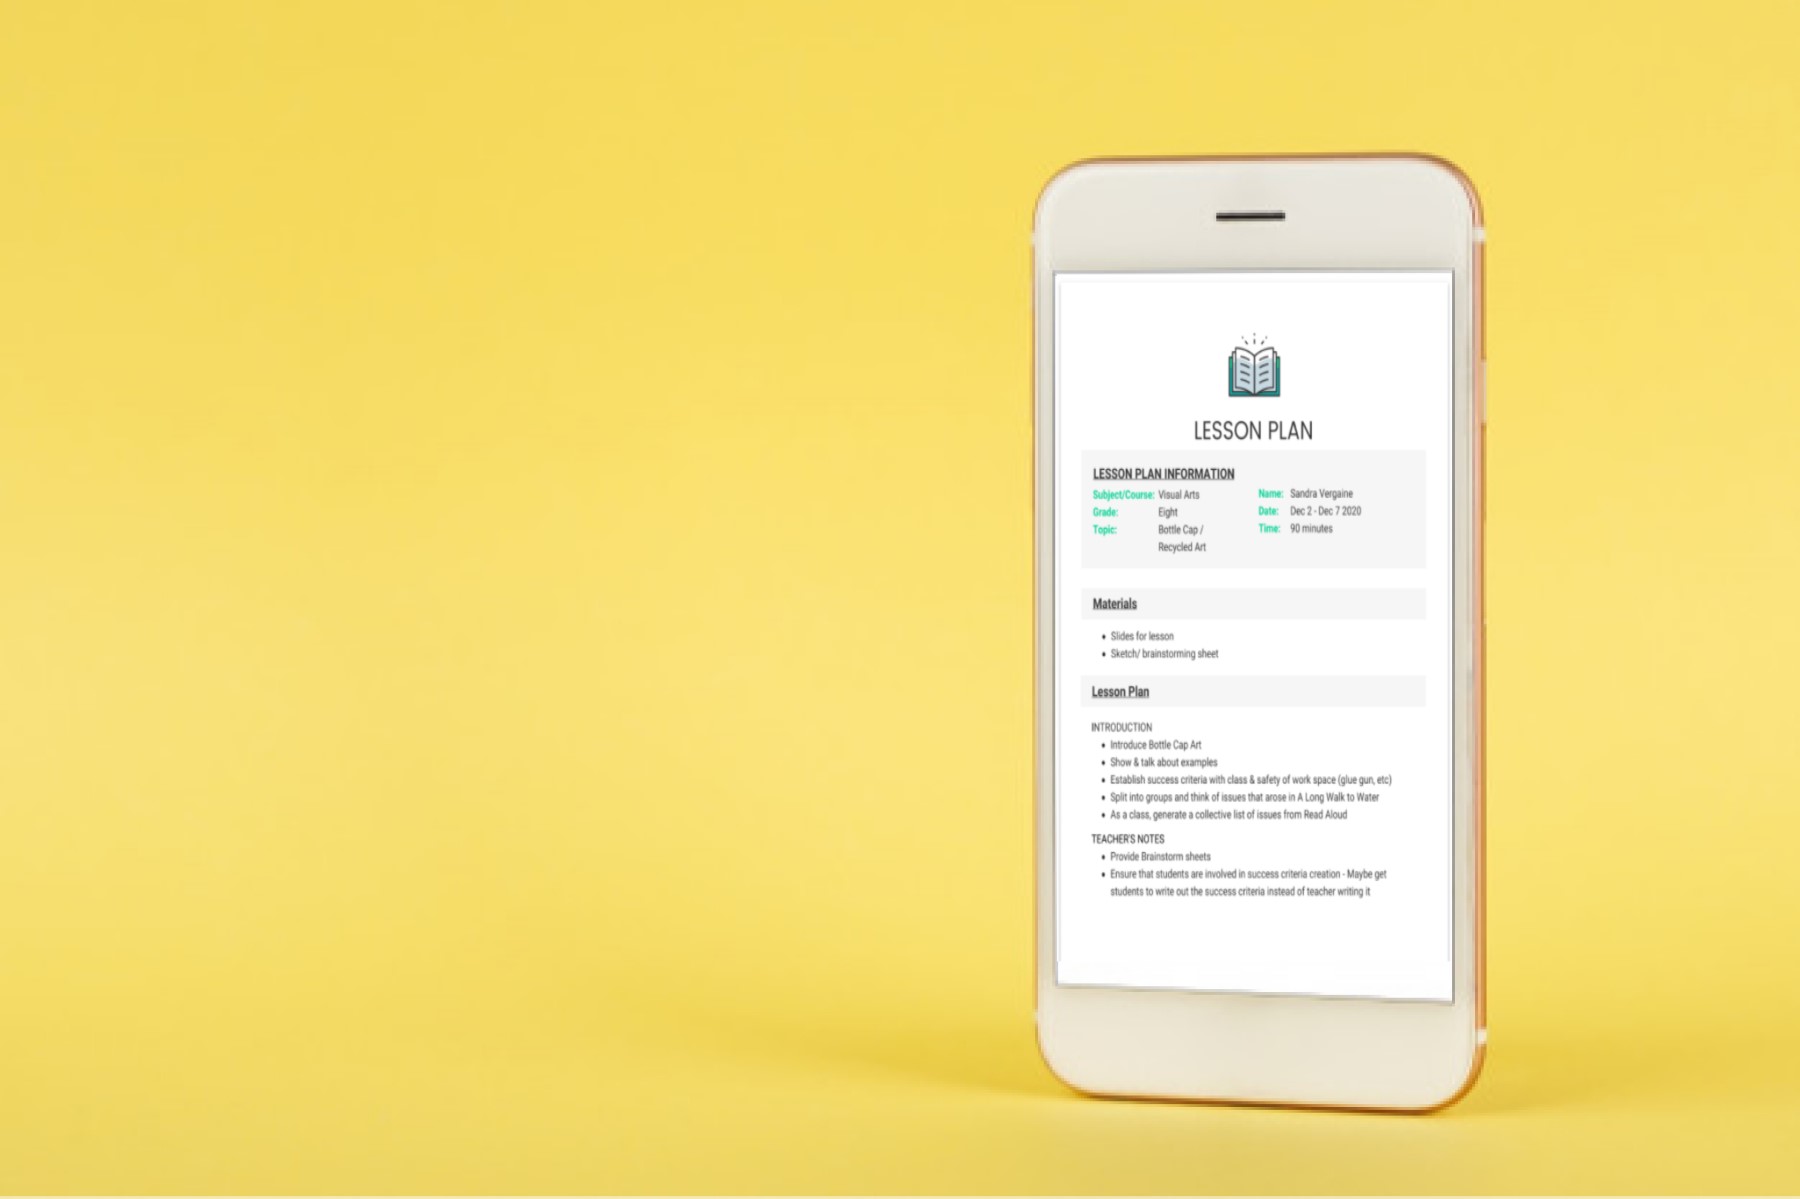 LESSON PLAN
LESSON PLAN INFORMATION
Subject/Course: Visual Arts
Grade: Eight
Topic: Bottle Cap /
Recycled Art
Name: Sandra Vergaine
Date: Dec 2 - Dec 7 2020
Time: 90 minutes
Materials
• Slides for lesson
• Sketch/ brainstorming sheet
Lesson Plan
INTRODUCTION
• Introduce Bottle Cap Art
• Show & talk about examples
• Establish success criteria with class & safety of work space (glue gun, etc)
• Split into groups and think of issues that arose in A Long Walk to Water
• As a class, generate a collective list of issues from Read Aloud
TEACHER'S NOTES
• Provide Brainstorm sheets
• Ensure that students are involved in success criteria creation - Maybe get
students to write out the success criteria instead of teacher writing it